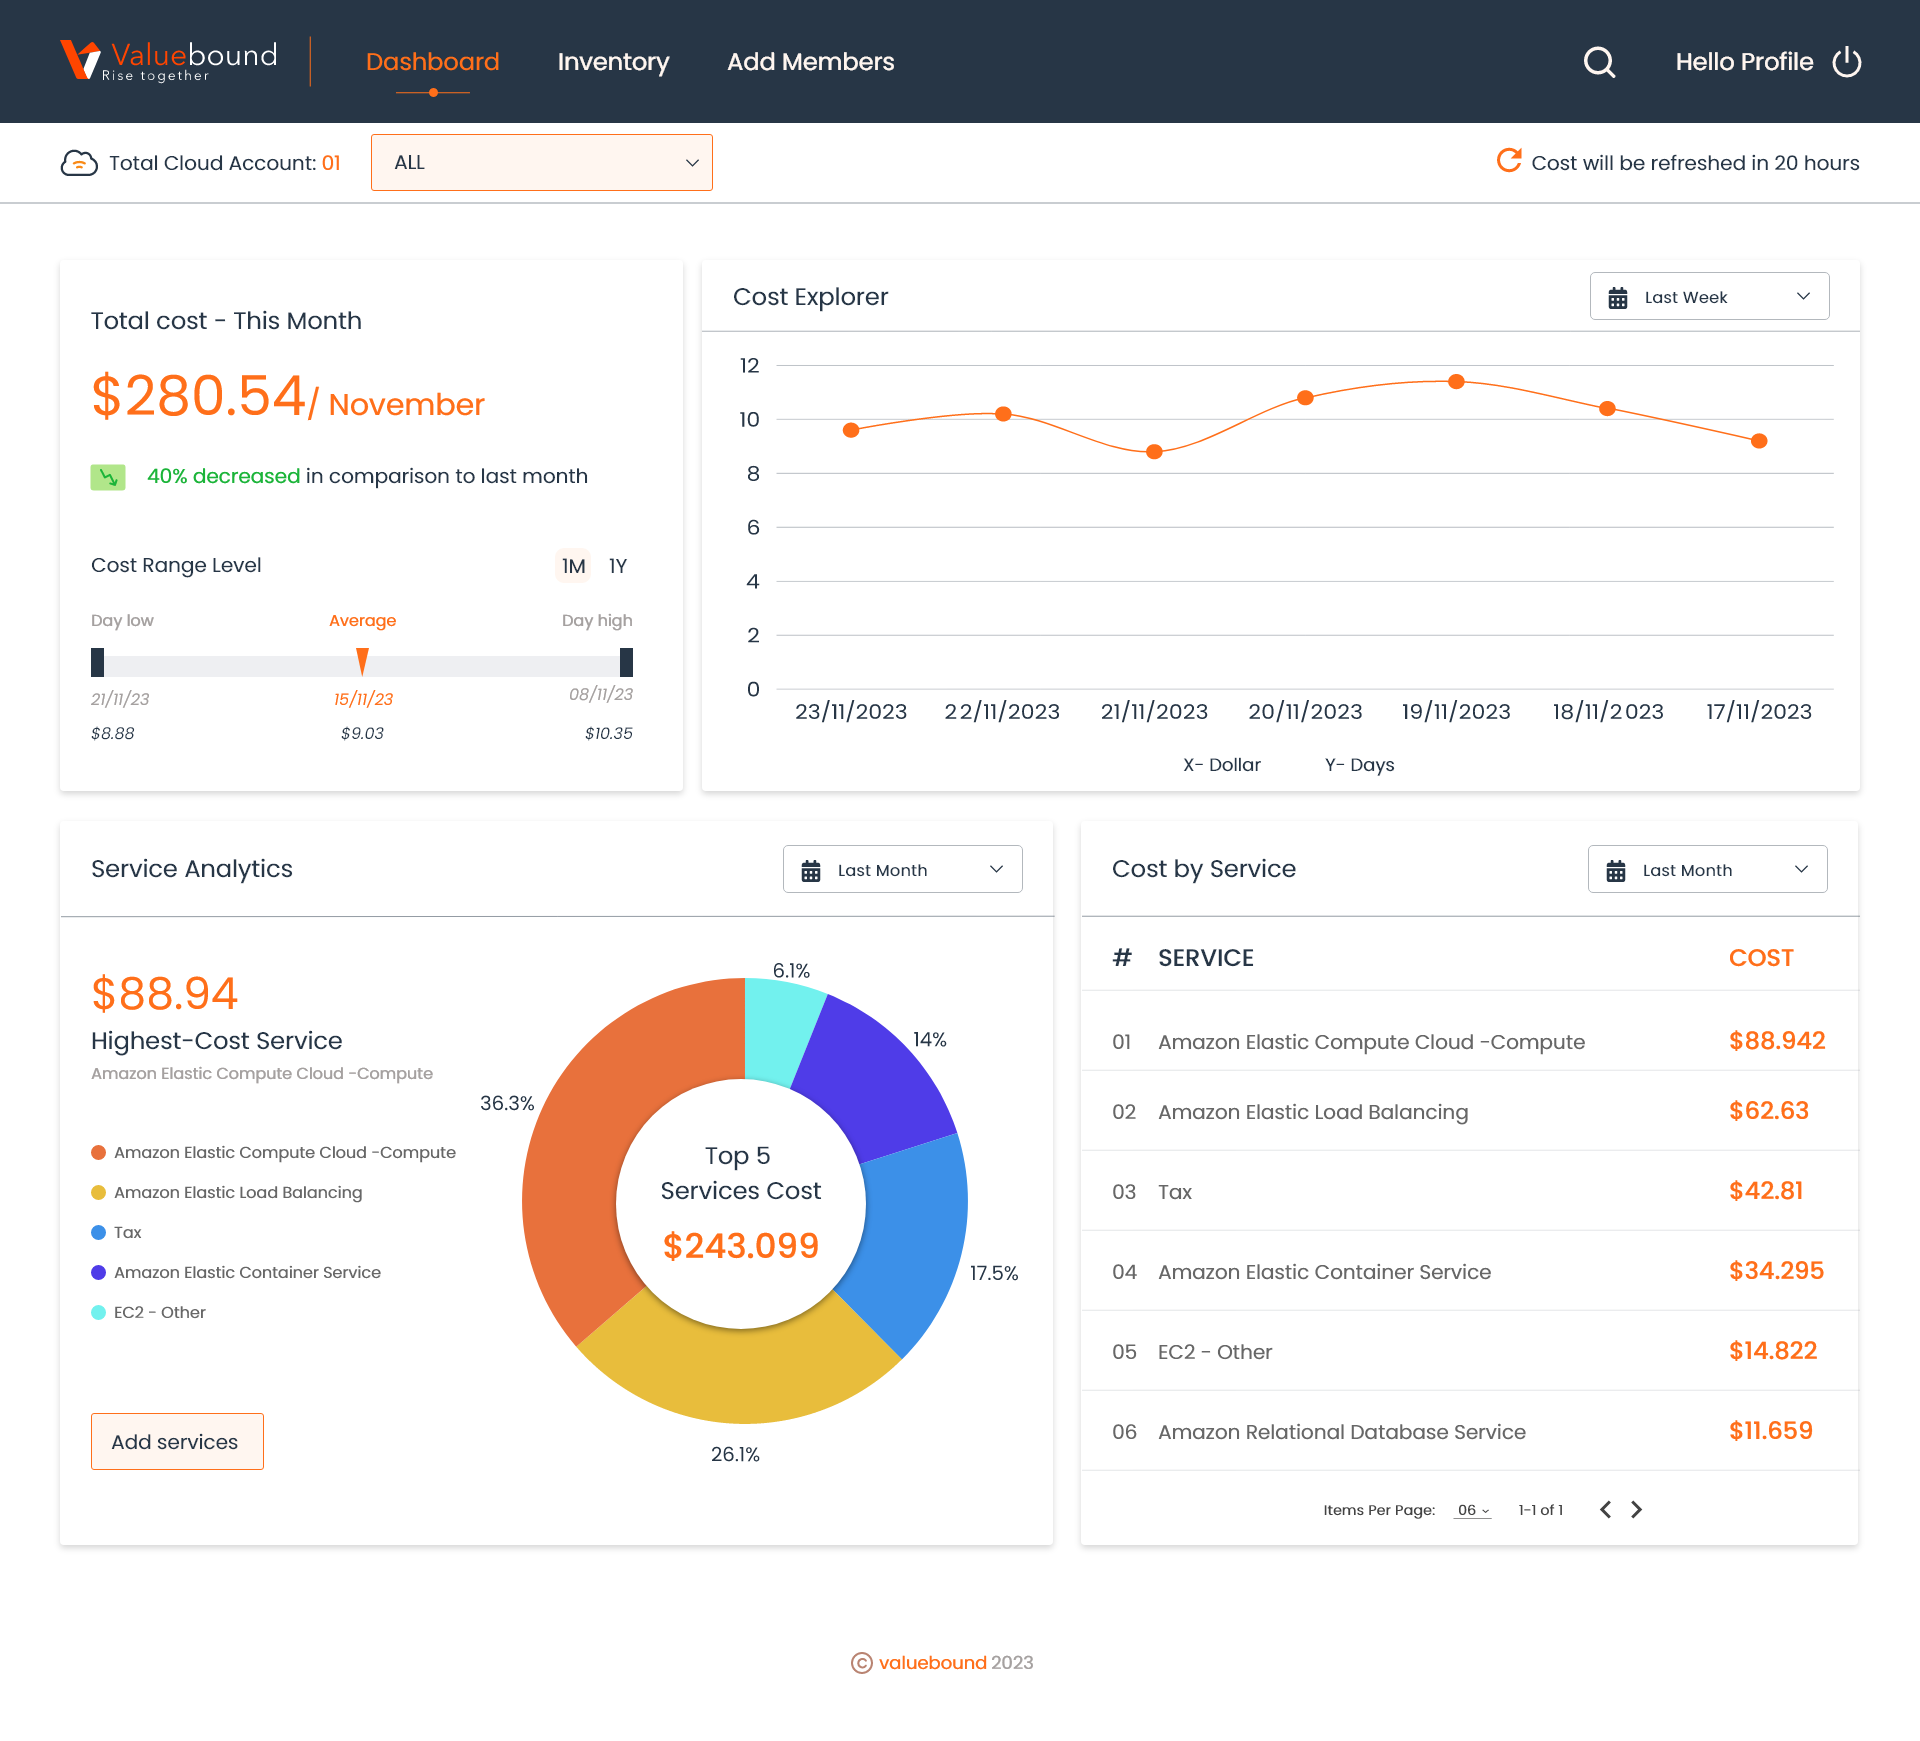 Valuebound
Rise together
Dashboard
Inventory
Add Members
Hello Profile
Total Cloud Account: 01
ALL
Cost will be refreshed in 20 hours
Total cost - This Month
$280.54/ November
40% decreased in comparison to last month
Cost Range Level
1M
1Y
Day low
Average
Day high
21/11/23
15/11/23
08/11/23
$8.88
$9.03
$10.35
Cost Explorer
Last Week
12
10
8
6
4
2
0
23/11/2023
22/11/2023
21/11/2023
20/11/2023
19/11/2023
18/11/2023
17/11/2023
X- Dollar
Y- Days
Service Analytics
Last Month
$88.94
Highest-Cost Service
Amazon Elastic Compute Cloud -Compute
Amazon Elastic Compute Cloud -Compute
Amazon Elastic Load Balancing
Tax
Amazon Elastic Container Service
EC2 - Other
Add services
6.1%
14%
36.3%
17.5%
26.1%
Top 5
Services Cost
$243.099
Cost by Service
Last Month
# SERVICE COST
01 Amazon Elastic Compute Cloud -Compute $88.942
02 Amazon Elastic Load Balancing $62.63
03 Tax $42.81
04 Amazon Elastic Container Service $34.295
05 EC2 - Other $14.822
06 Amazon Relational Database Service $11.659
Items Per Page: 06 1-1 of 1
© valuebound 2023